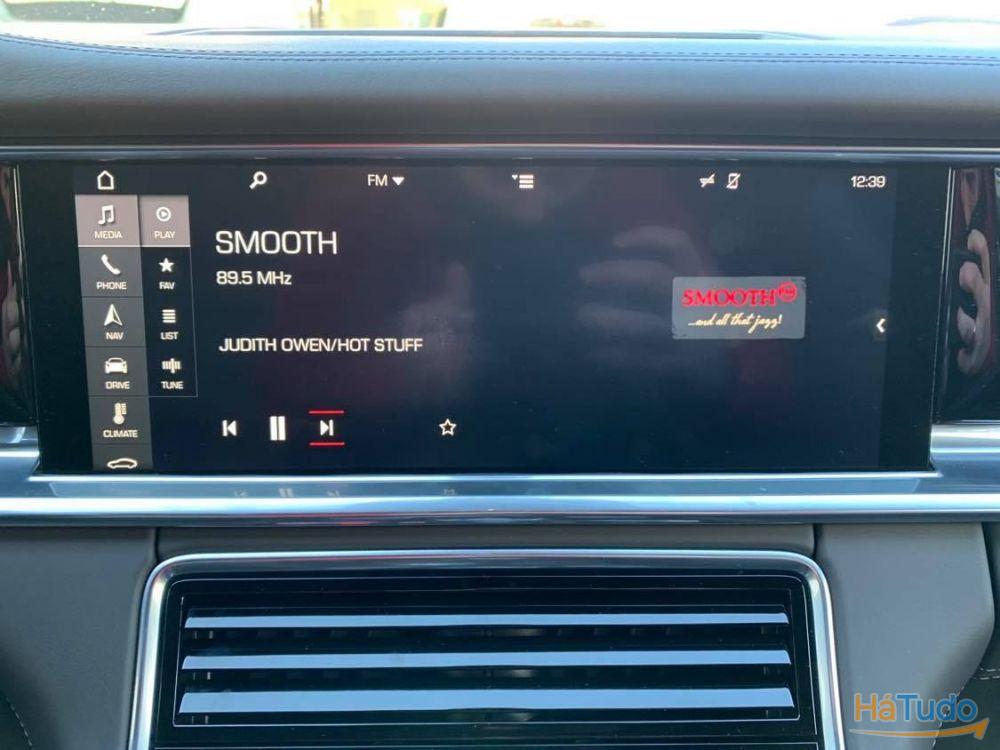 FM
12:39
MEDIA
PLAY
PHONE
FAV
NAV
LIST
DRIVE
TUNE
CLIMATE
SMOOTH
89.5 MHz
JUDITH OWEN/HOT STUFF
SMOOTH FM
...and all that jazz!
HáTudo